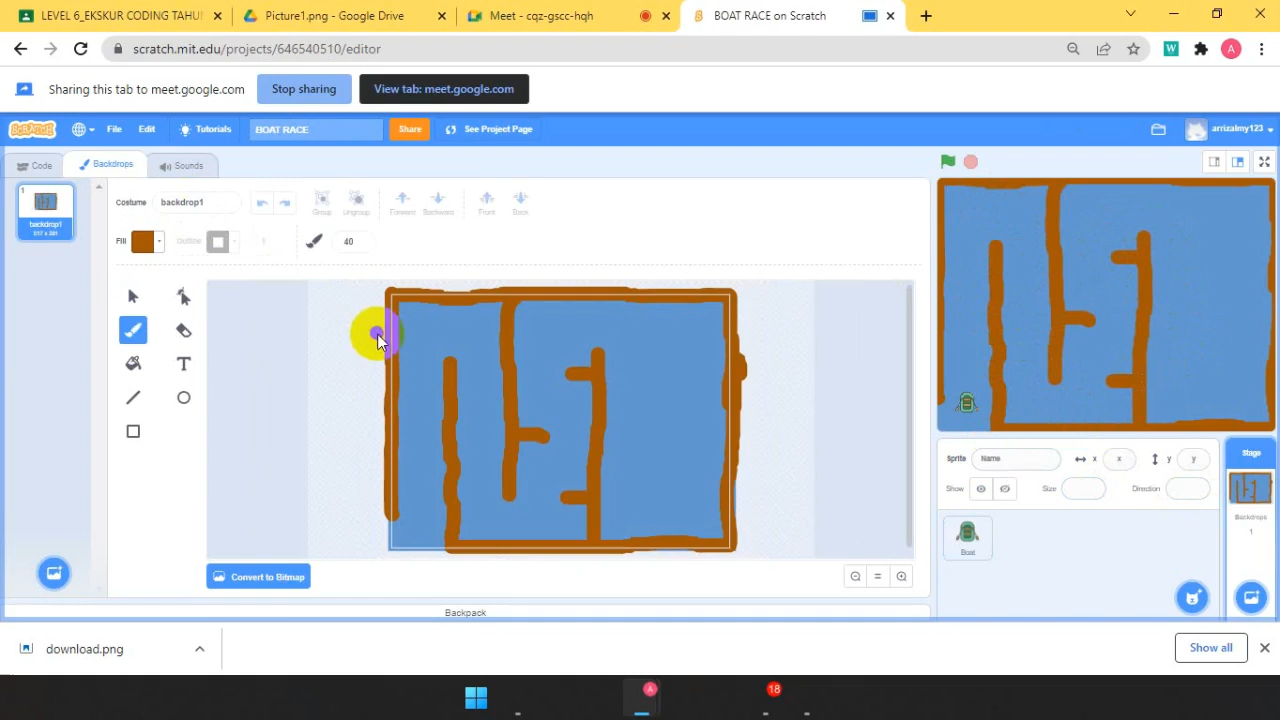 LEVEL 6_EKSKUR CODING TAHU
Picture1.png - Google Drive
Meet - cqz-gscc-hqh
BOAT RACE on Scratch
scratch.mit.edu/projects/646540510/editor
W
A
Sharing this tab to meet.google.com
Stop sharing
View tab: meet.google.com
SCRATCH
File
Edit
Tutorials
BOAT RACE
Share
See Project Page
arrizalmy123
Code
Backdrops
Sounds
1
backdrop1
Costume
backdrop1
Group
Ungroup
Forward
Backward
Front
Back
Fill
Outline
1
40
T
Convert to Bitmap
Backpack
Sprite
Name
x
x
y
y
Show
Size
Direction
Boat
Stage
Backdrops
1
download.png
Show all
A
18